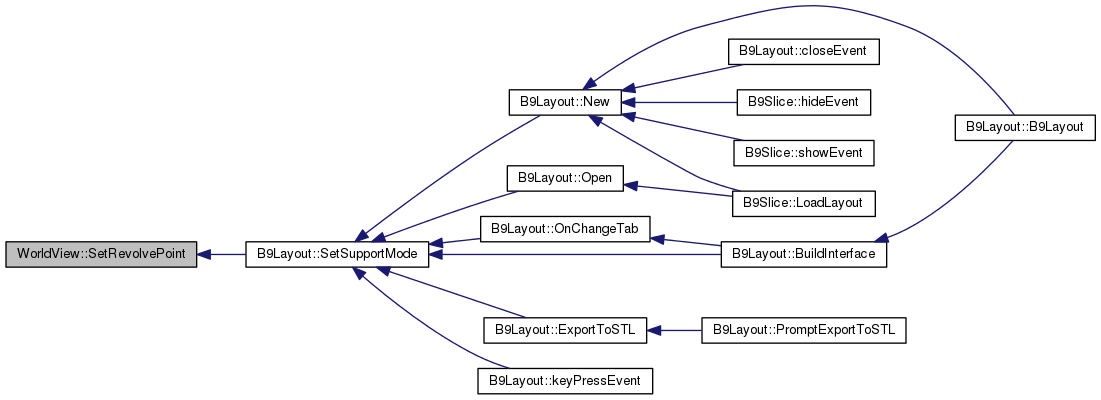 B9Layout::closeEvent
B9Layout::New
B9Slice::hideEvent
B9Layout::B9Layout
B9Slice::showEvent
B9Layout::Open
B9Slice::LoadLayout
B9Layout::OnChangeTab
WorldView::SetRevolvePoint
B9Layout::SetSupportMode
B9Layout::BuildInterface
B9Layout::ExportToSTL
B9Layout::PromptExportToSTL
B9Layout::keyPressEvent